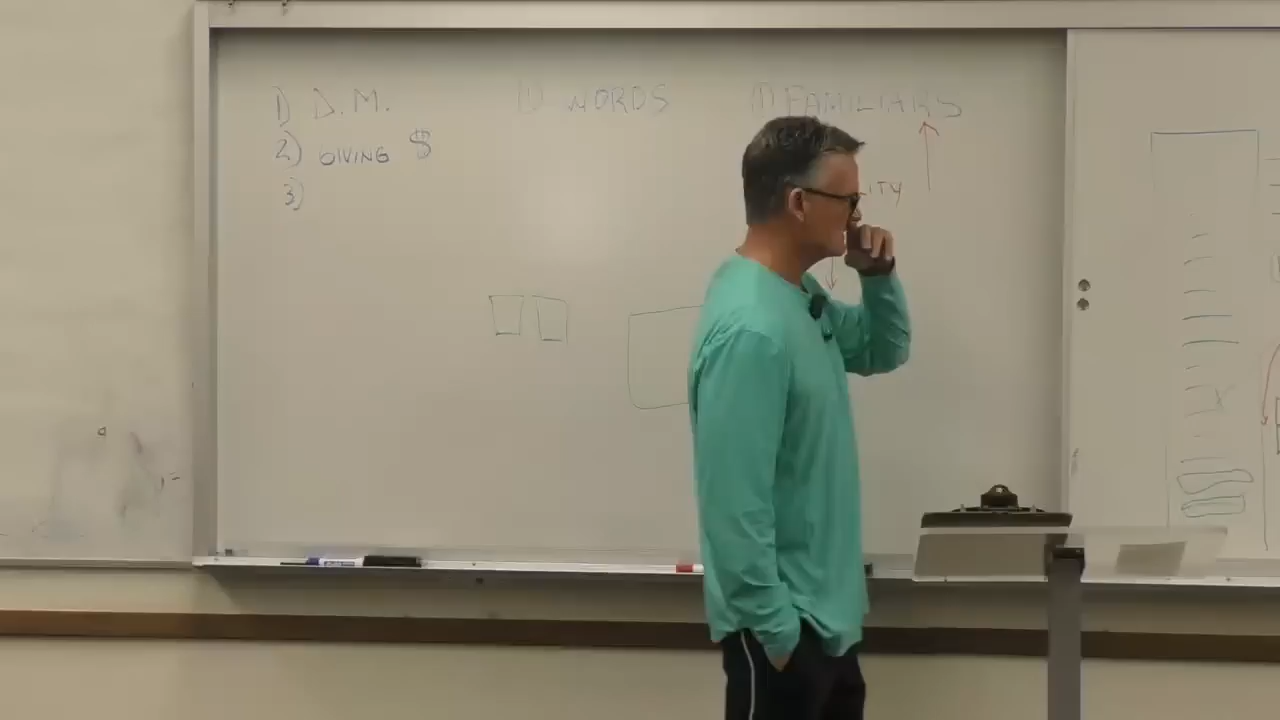 1) D.M.
2) GIVING $
3)
1) WORDS
1) FAMILIARS
ITY